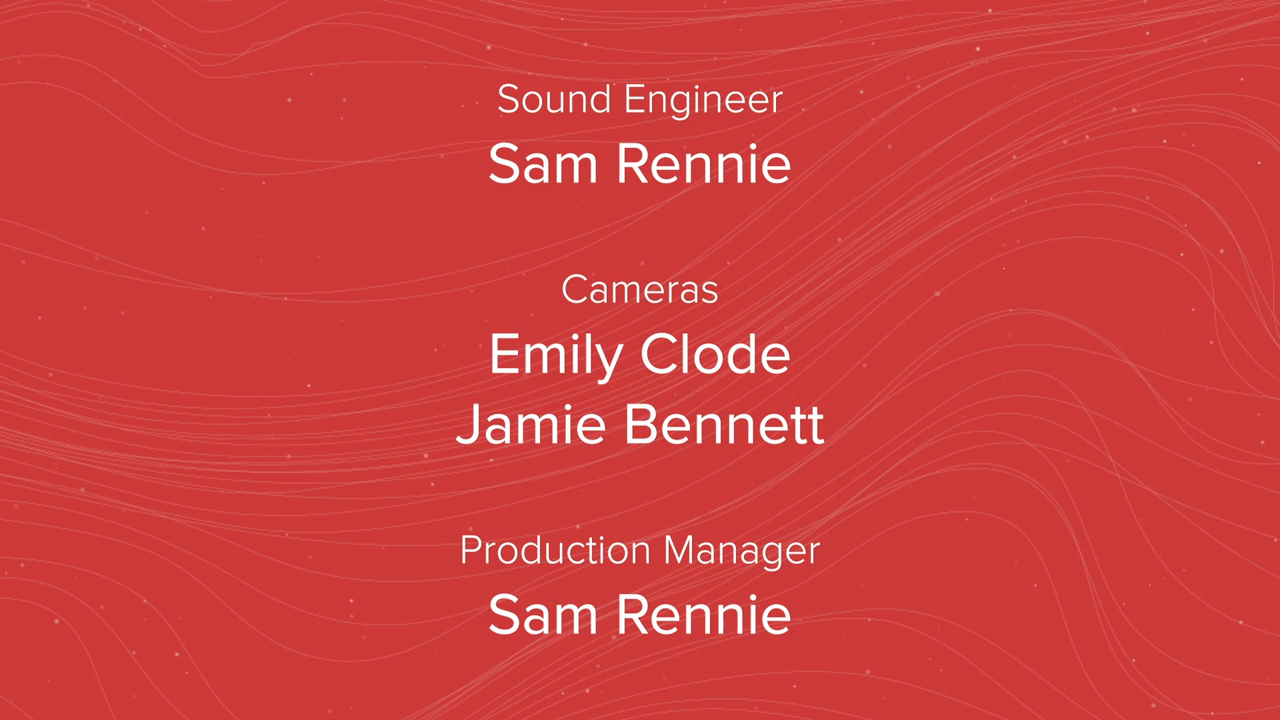 Sound Engineer
Sam Rennie
Cameras
Emily Clode
Jamie Bennett
Production Manager
Sam Rennie